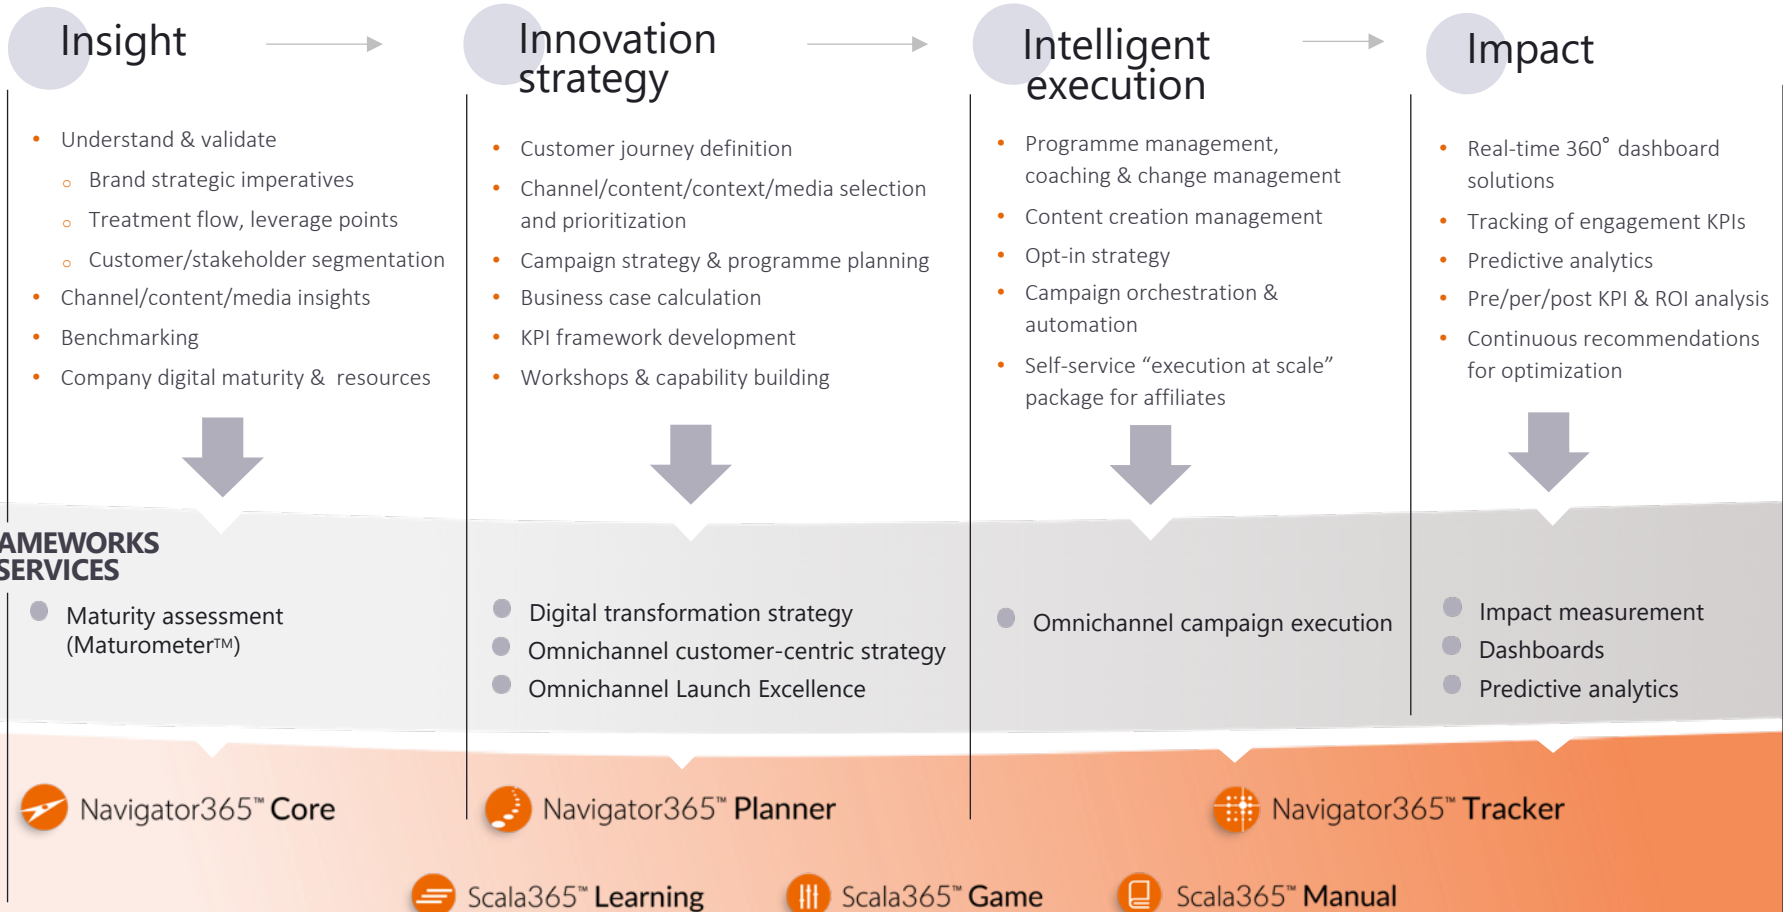 Insight
Innovation
strategy
Intelligent
execution
Impact
• Understand & validate
o Brand strategic imperatives
o Treatment flow, leverage points
o Customer/stakeholder segmentation
• Channel/content/media insights
• Benchmarking
• Company digital maturity & resources
• Customer journey definition
• Channel/content/context/media selection
and prioritization
• Campaign strategy & programme planning
• Business case calculation
• KPI framework development
• Workshops & capability building
• Programme management,
coaching & change management
• Content creation management
• Opt-in strategy
• Campaign orchestration &
automation
• Self-service “execution at scale”
package for affiliates
• Real-time 360° dashboard
solutions
• Tracking of engagement KPIs
• Predictive analytics
• Pre/per/post KPI & ROI analysis
• Continuous recommendations
for optimization
AMEWORKS
SERVICES
Maturity assessment
(Maturometer™)
Digital transformation strategy
Omnichannel customer-centric strategy
Omnichannel Launch Excellence
Omnichannel campaign execution
Impact measurement
Dashboards
Predictive analytics
Navigator365™ Core
Navigator365™ Planner
Navigator365™ Tracker
Scala365™ Learning
Scala365™ Game
Scala365™ Manual